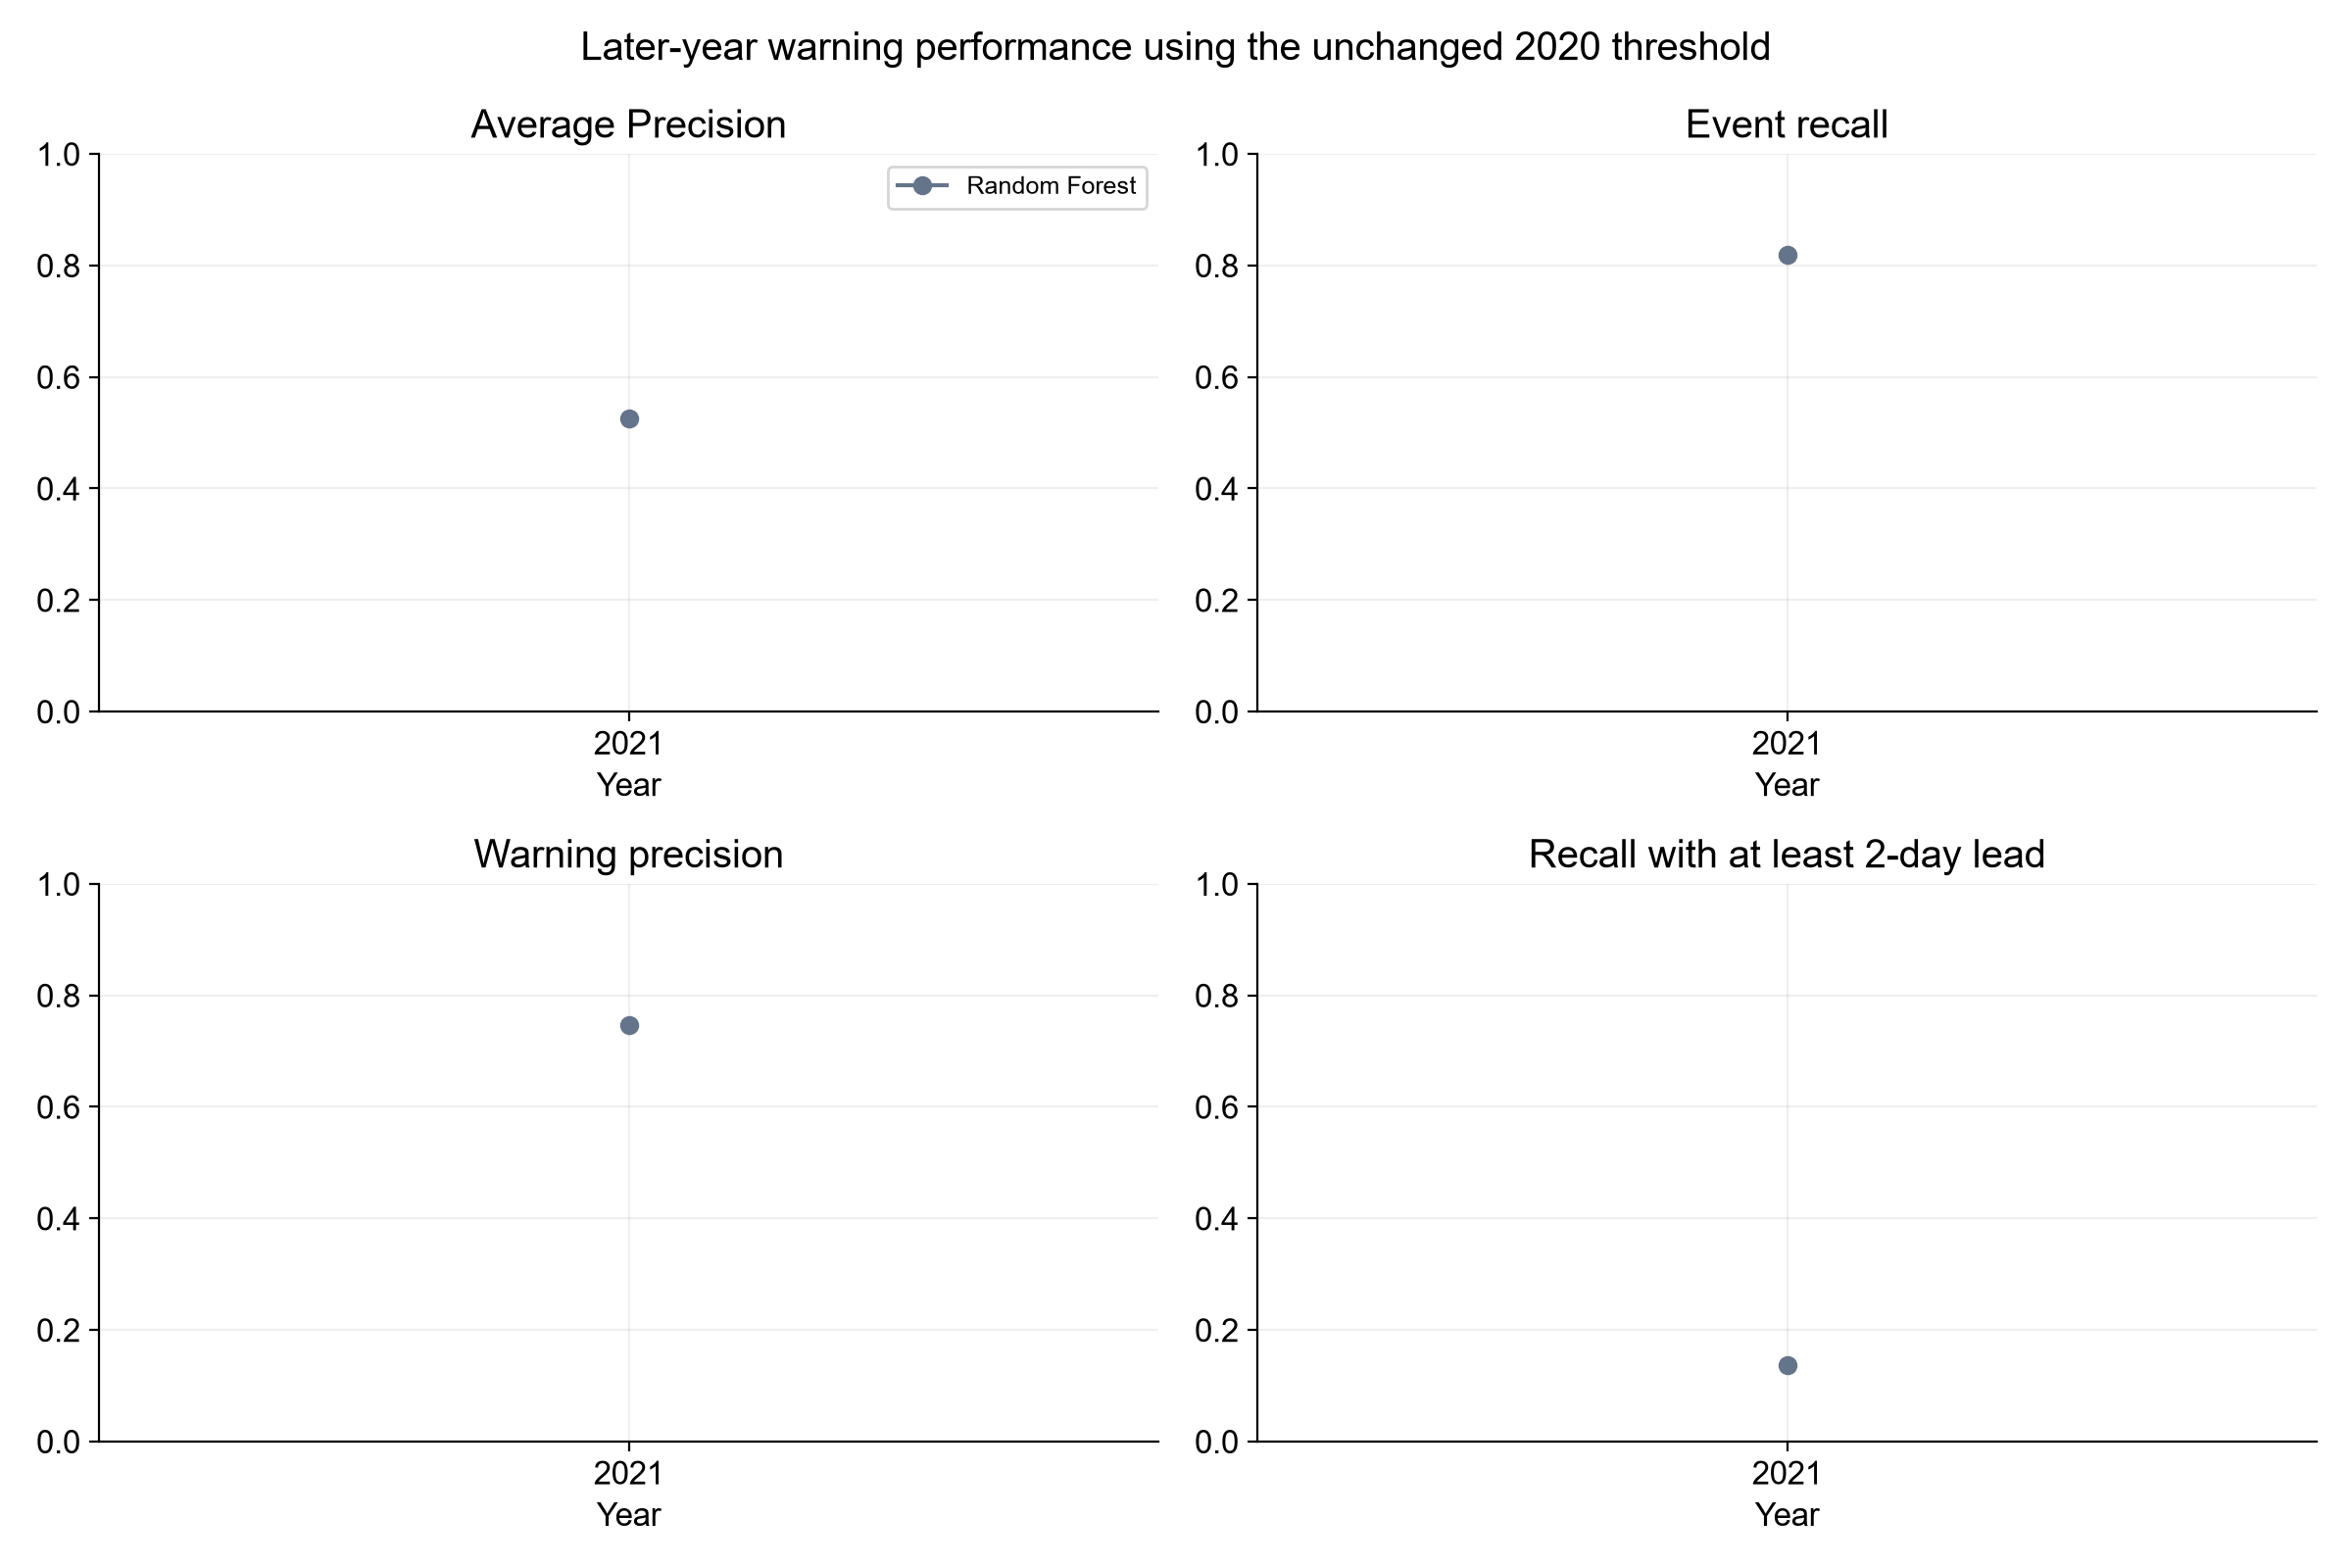 Later-year warning performance using the unchanged 2020 threshold
Average Precision
1.0
0.8
0.6
0.4
0.2
0.0
Random Forest
2021
Year
Event recall
1.0
0.8
0.6
0.4
0.2
0.0
2021
Year
Warning precision
1.0
0.8
0.6
0.4
0.2
0.0
2021
Year
Recall with at least 2-day lead
1.0
0.8
0.6
0.4
0.2
0.0
2021
Year